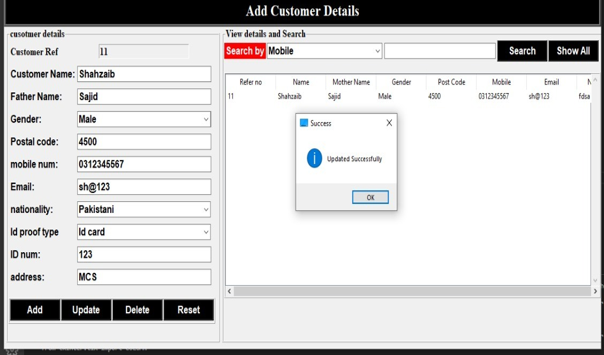 Add Customer Details
cusotmer details
View details and Search
Customer Ref 11
Search by Mobile Search Show All
Customer Name: Shahzaib
Father Name: Sajid
Gender: Male
Postal code: 4500
mobile num: 0312345567
Email: sh@123
nationality: Pakistani
Id proof type Id card
ID num: 123
address: MCS
Add Update Delete Reset
Refer no Name Mother Name Gender Post Code Mobile Email N
11 Shahzaib Sajid Male 4500 0312345567 sh@123 fdsa
Success X
Updated Successfully
OK